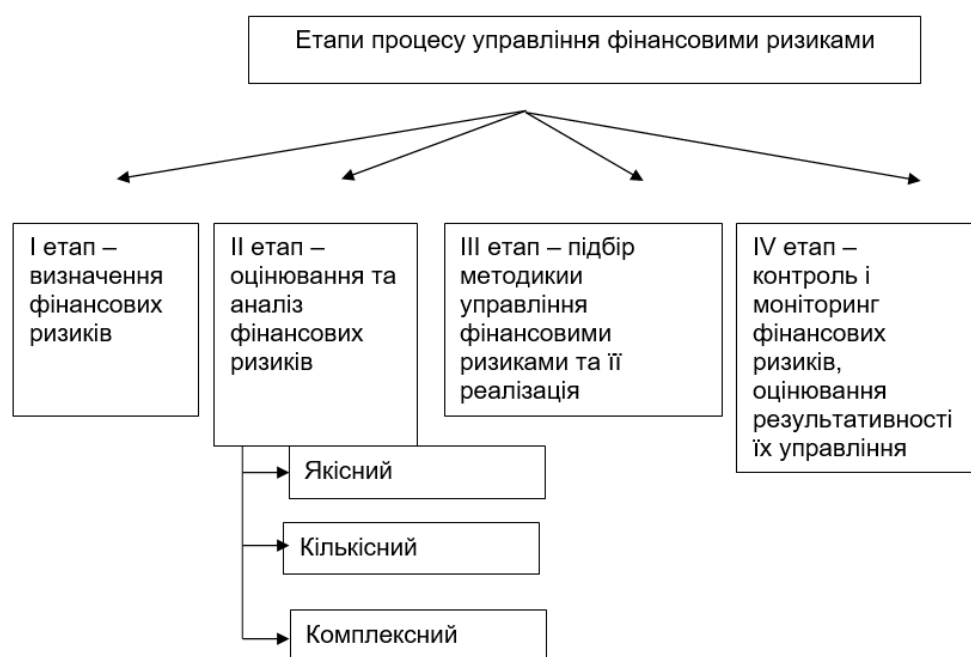 Етапи процесу управління фінансовими ризиками
І етап –
визначення
фінансових
ризиків
ІІ етап –
оцінювання та
аналіз
фінансових
ризиків
ІІІ етап – підбір
методикии
управління
фінансовими
ризиками та її
реалізація
IV етап –
контроль і
моніторинг
фінансових
ризиків,
оцінювання
результативності
їх управління
Якісний
Кількісний
Комплексний